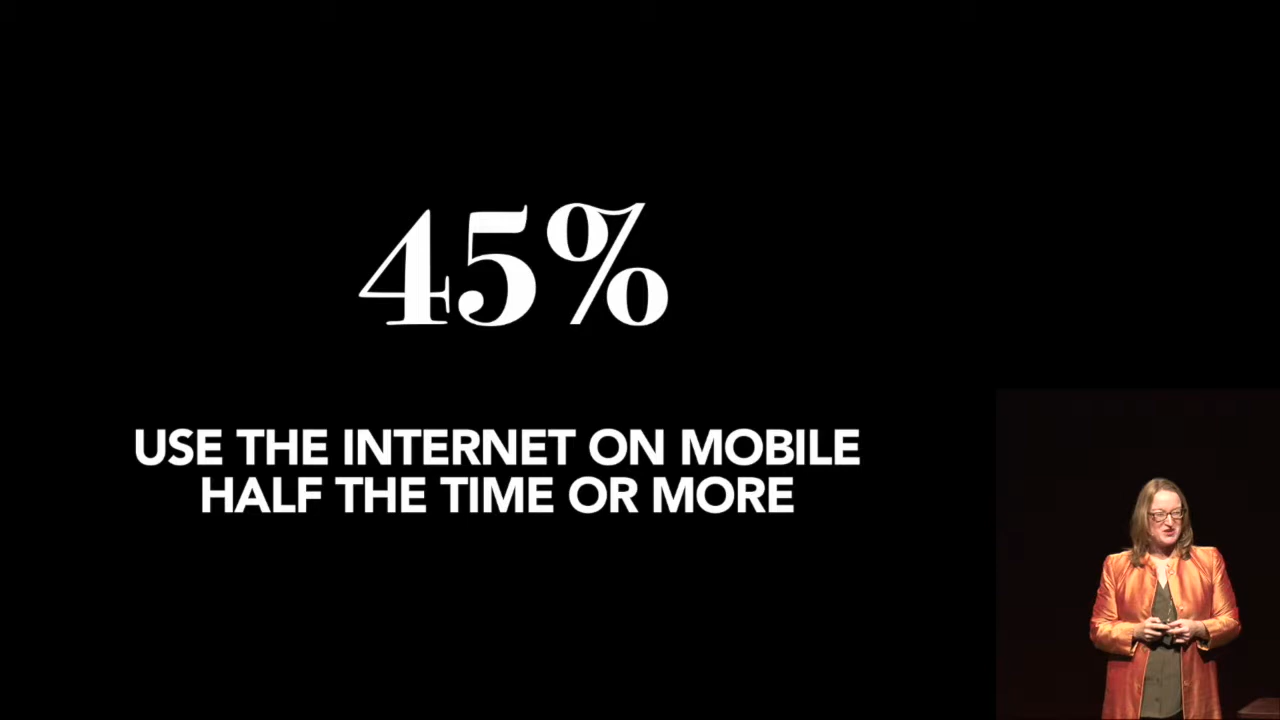 45%
USE THE INTERNET ON MOBILE
HALF THE TIME OR MORE